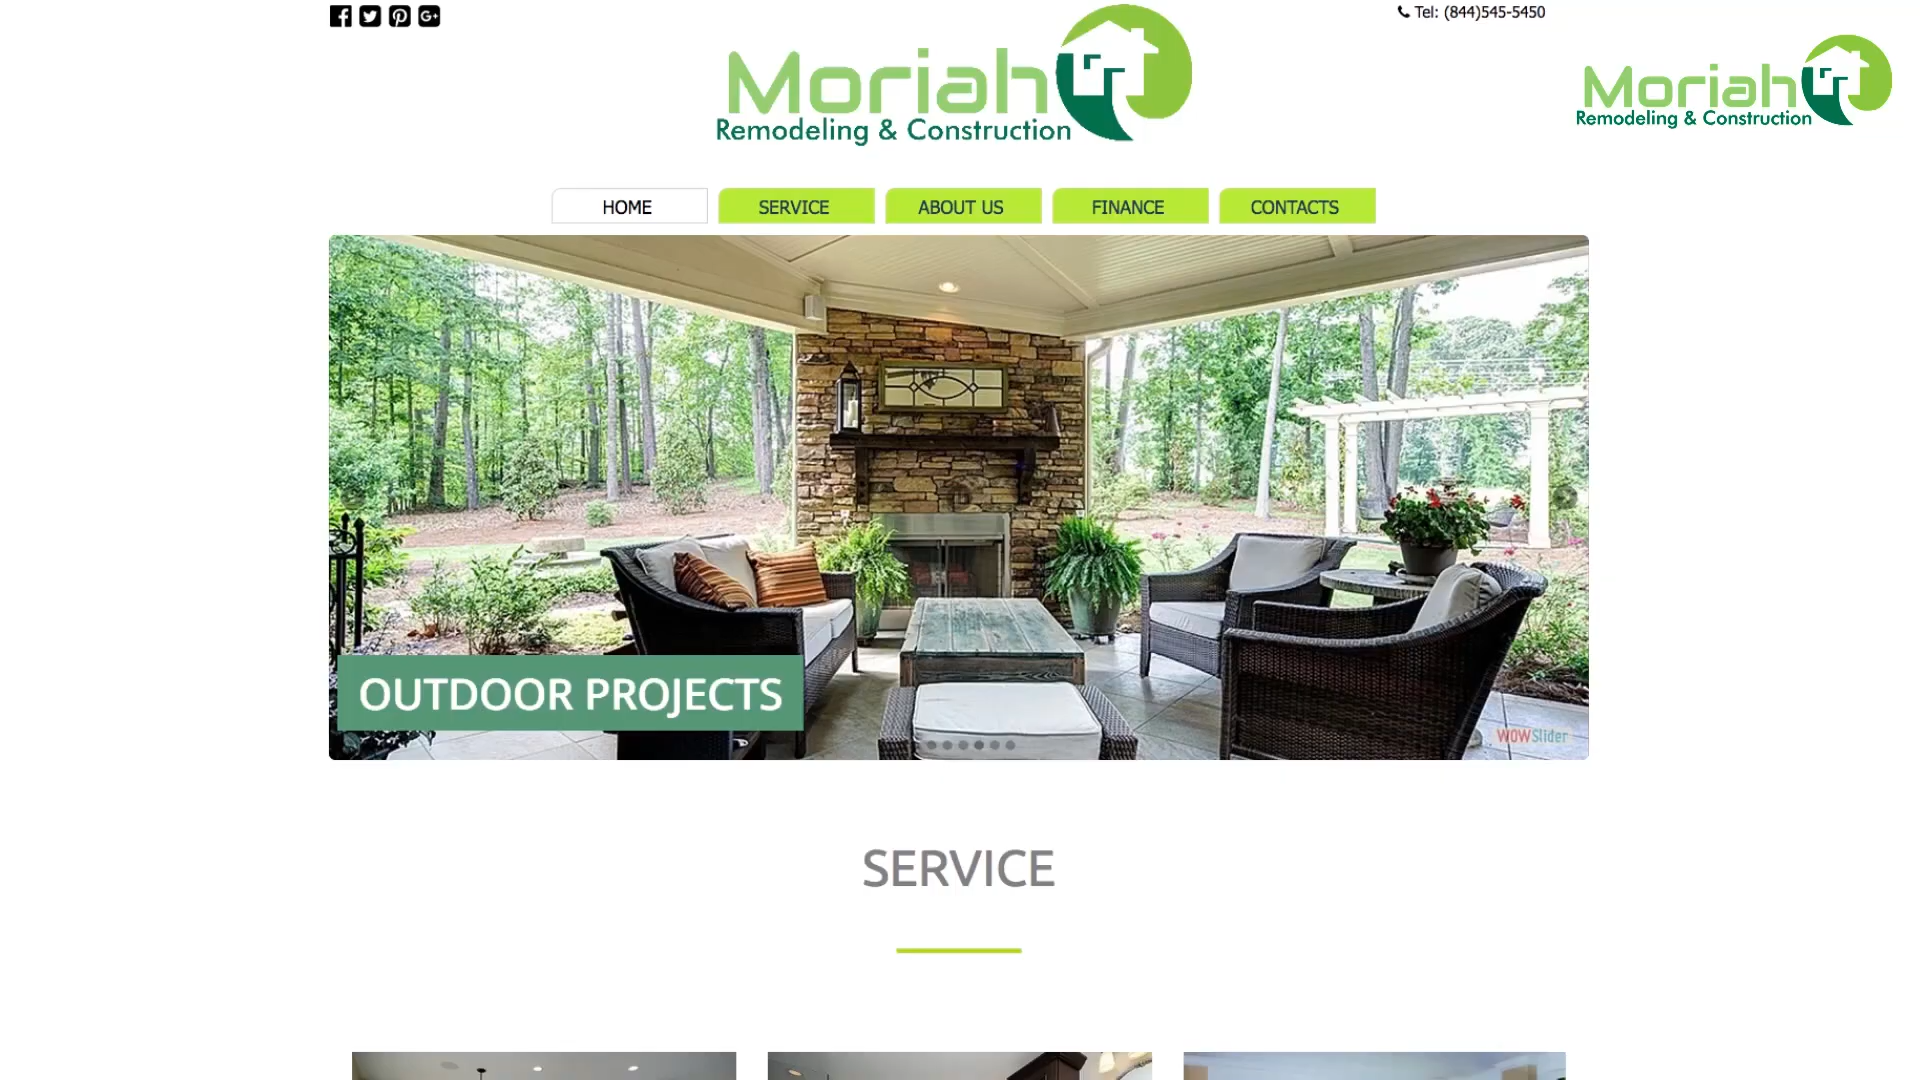 Tel: (844)545-5450
Moriah
Remodeling & Construction
Moriah
Remodeling & Construction
HOME
SERVICE
ABOUT US
FINANCE
CONTACTS
OUTDOOR PROJECTS
WOWSlider
SERVICE